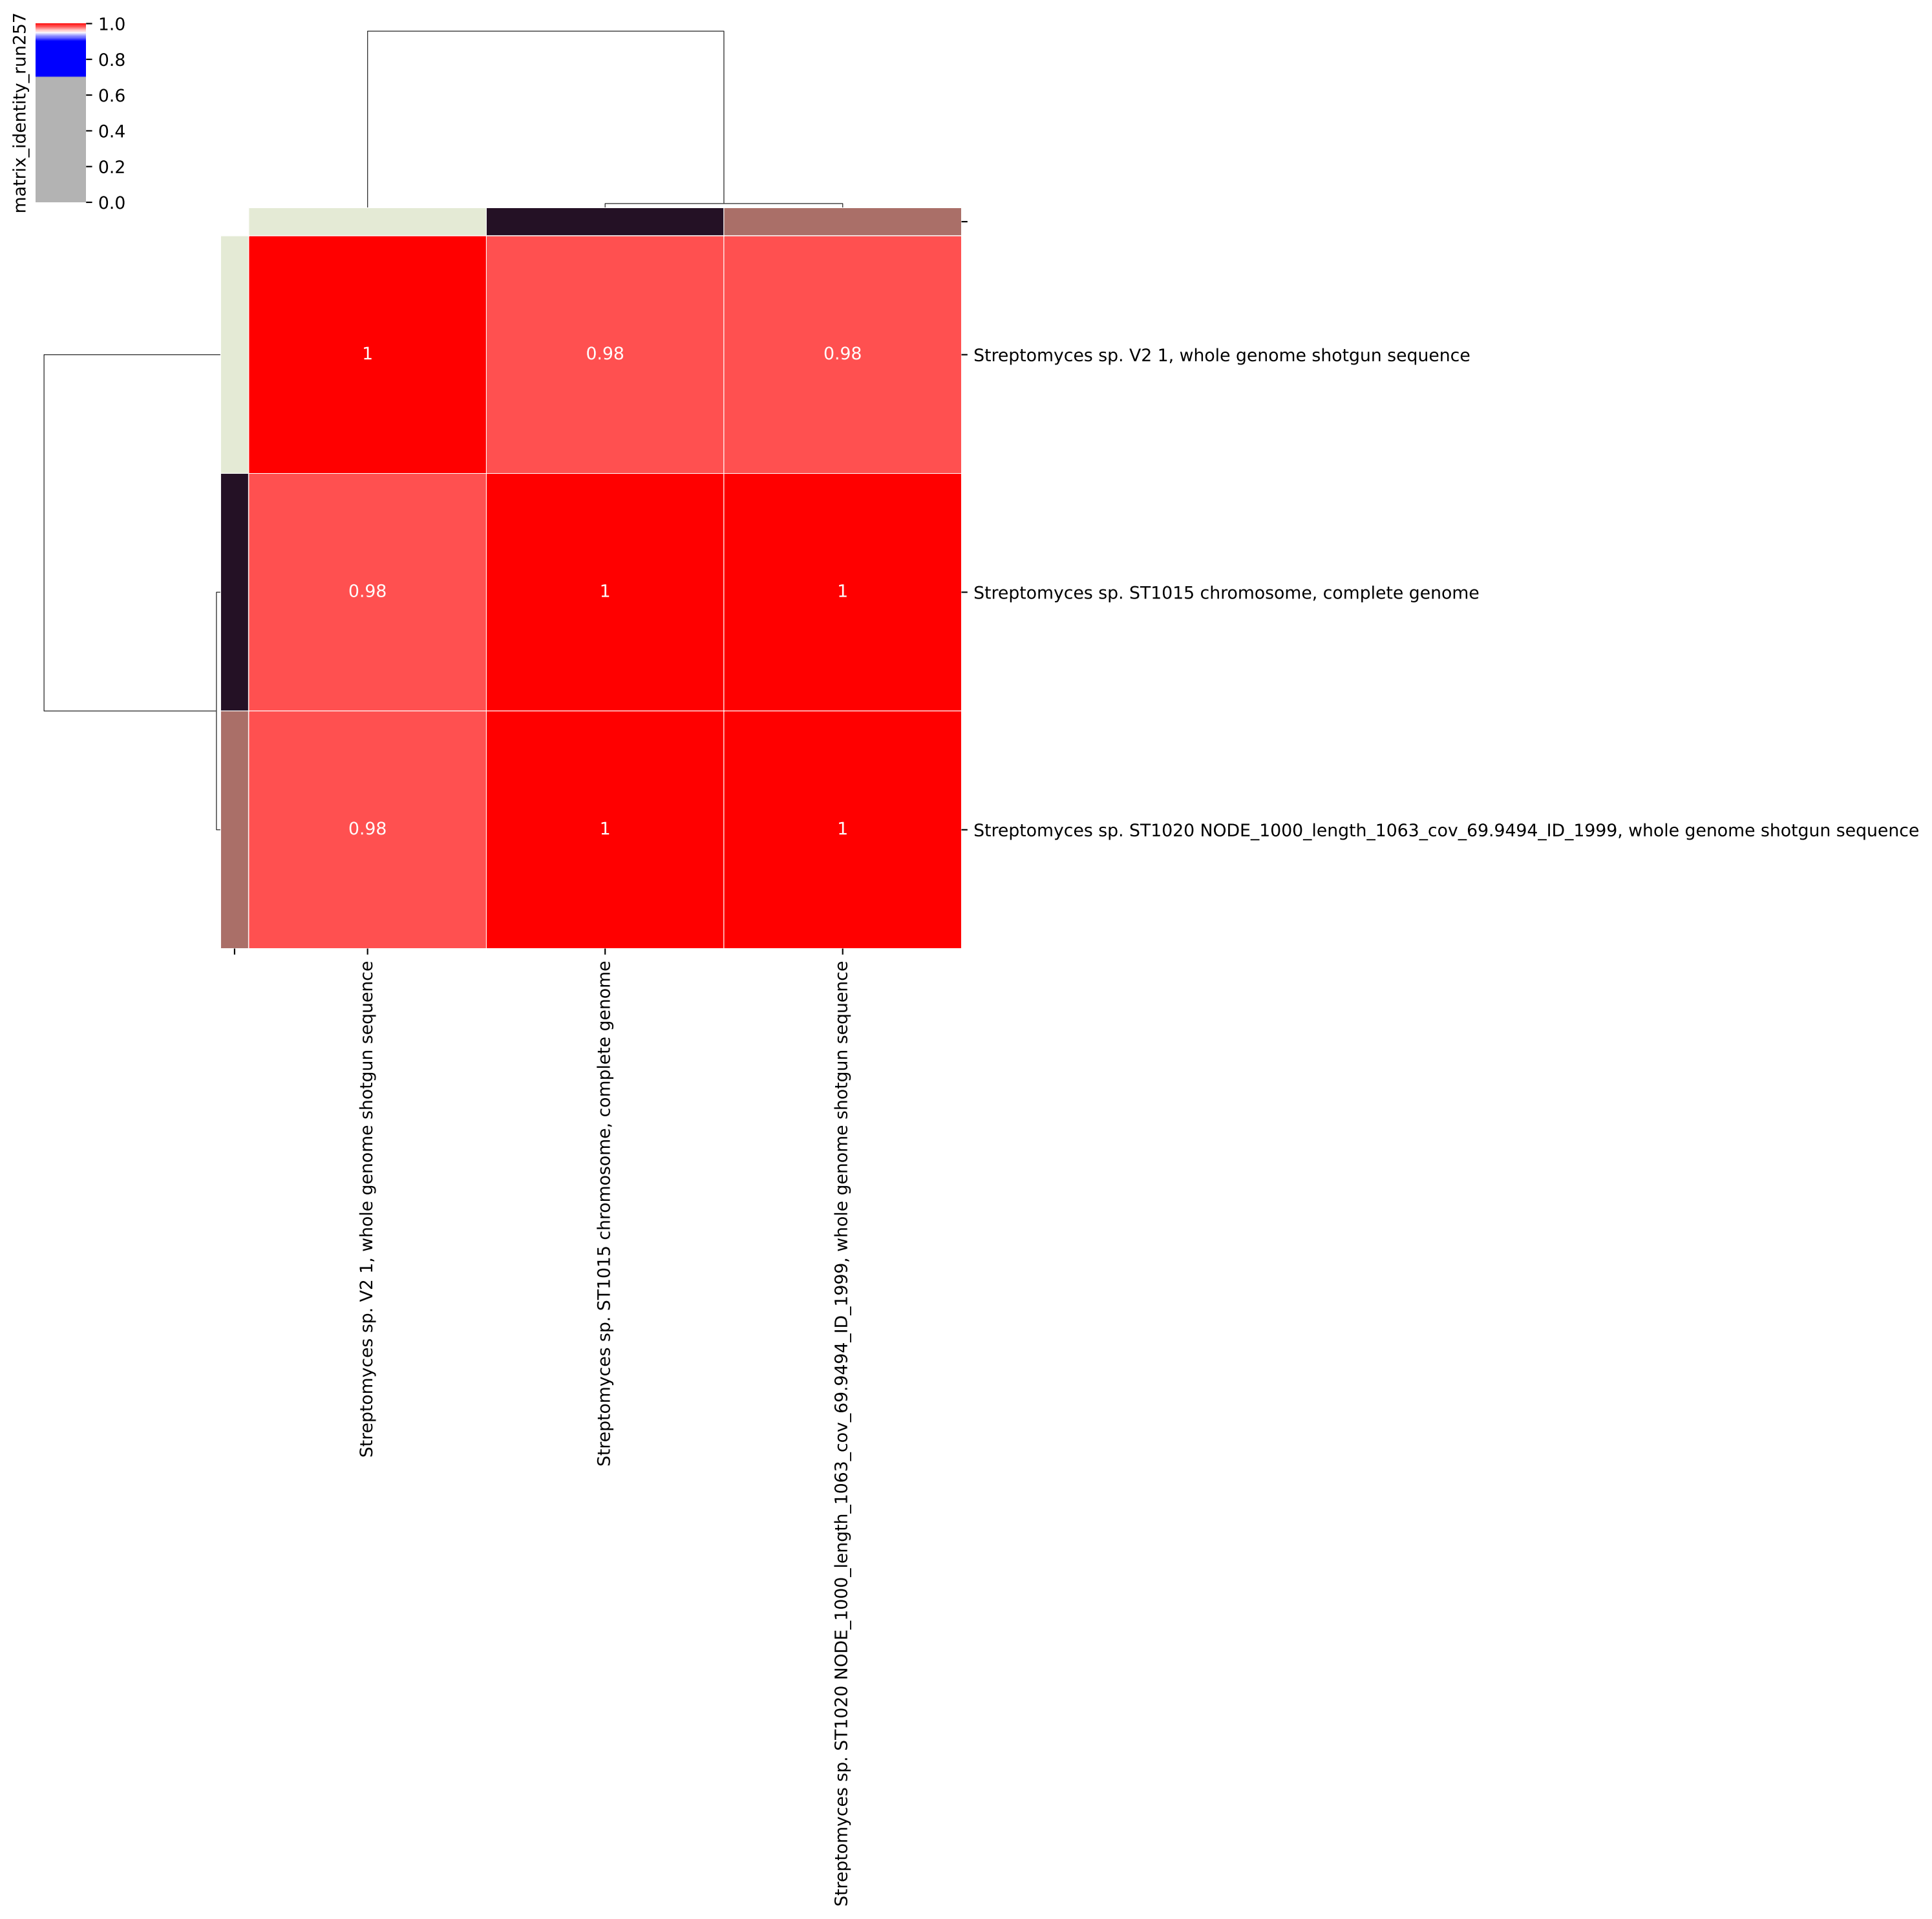 matrix_identity_run257
1.0
0.8
0.6
0.4
0.2
0.0
1 0.98 0.98
Streptomyces sp. V2 1, whole genome shotgun sequence
0.98 1 1
Streptomyces sp. ST1015 chromosome, complete genome
0.98 1 1
Streptomyces sp. ST1020 NODE_1000_length_1063_cov_69.9494_ID_1999, whole genome shotgun sequence
Streptomyces sp. V2 1, whole genome shotgun sequence
Streptomyces sp. ST1015 chromosome, complete genome
Streptomyces sp. ST1020 NODE_1000_length_1063_cov_69.9494_ID_1999, whole genome shotgun sequence